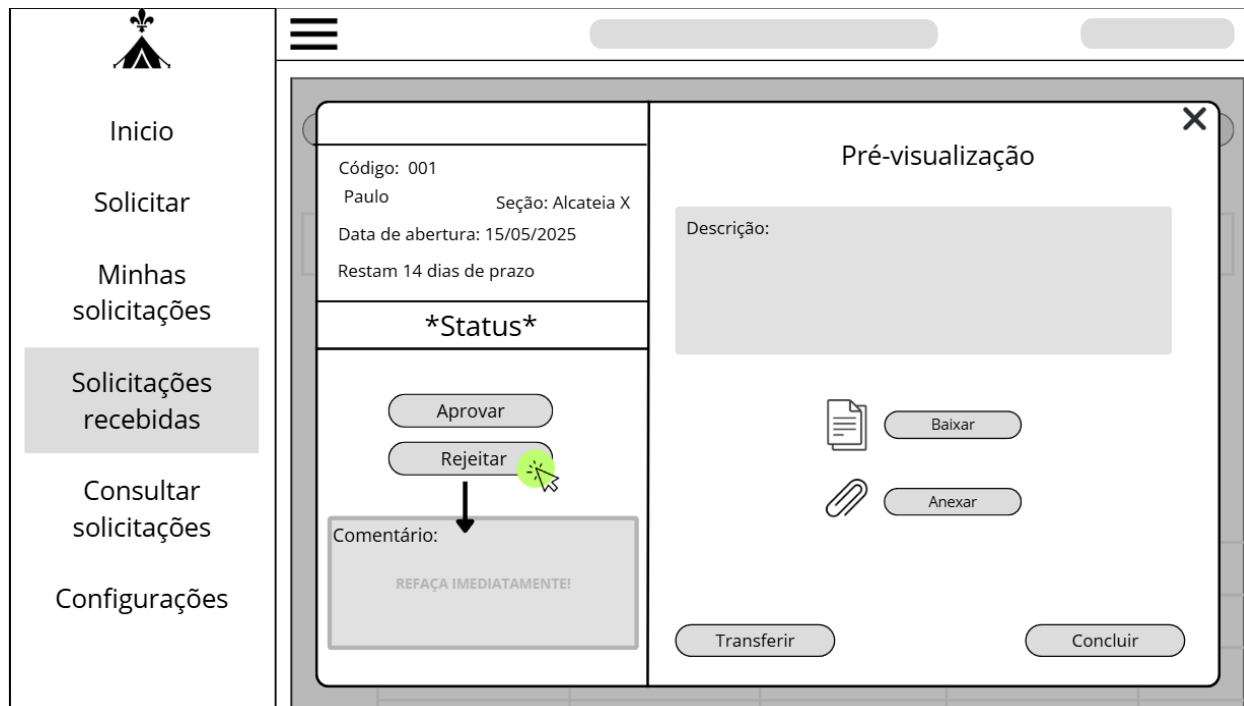 Inicio
Solicitar
Minhas
solicitações
Solicitações
recebidas
Consultar
solicitações
Configurações
Código: 001
Paulo
Seção: Alcateia X
Data de abertura: 15/05/2025
Restam 14 dias de prazo
*Status*
Aprovar
Rejeitar
Comentário:
REFAÇA IMEDIATAMENTE!
Pré-visualização
Descrição:
Baixar
Anexar
Transferir
Concluir